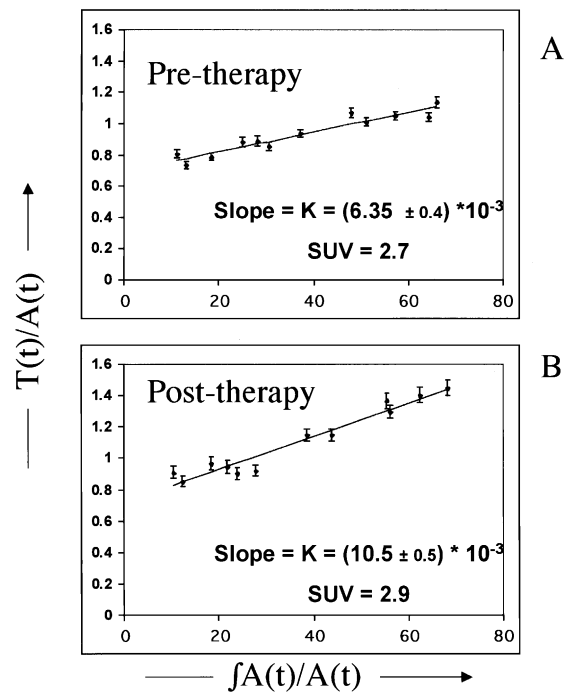 A
1.6
Pre-therapy
1.4
1.2
1
0.8
0.6
Slope = K = (6.35 ± 0.4) *10-3
0.4
SUV = 2.7
0.2
0
0 20 40 60 80
T(t)/A(t)
B
1.6
Post-therapy
1.4
1.2
1
0.8
0.6
Slope = K = (10.5 ± 0.5) * 10-3
0.4
SUV = 2.9
0.2
0
0 20 40 60 80
∫A(t)/A(t)